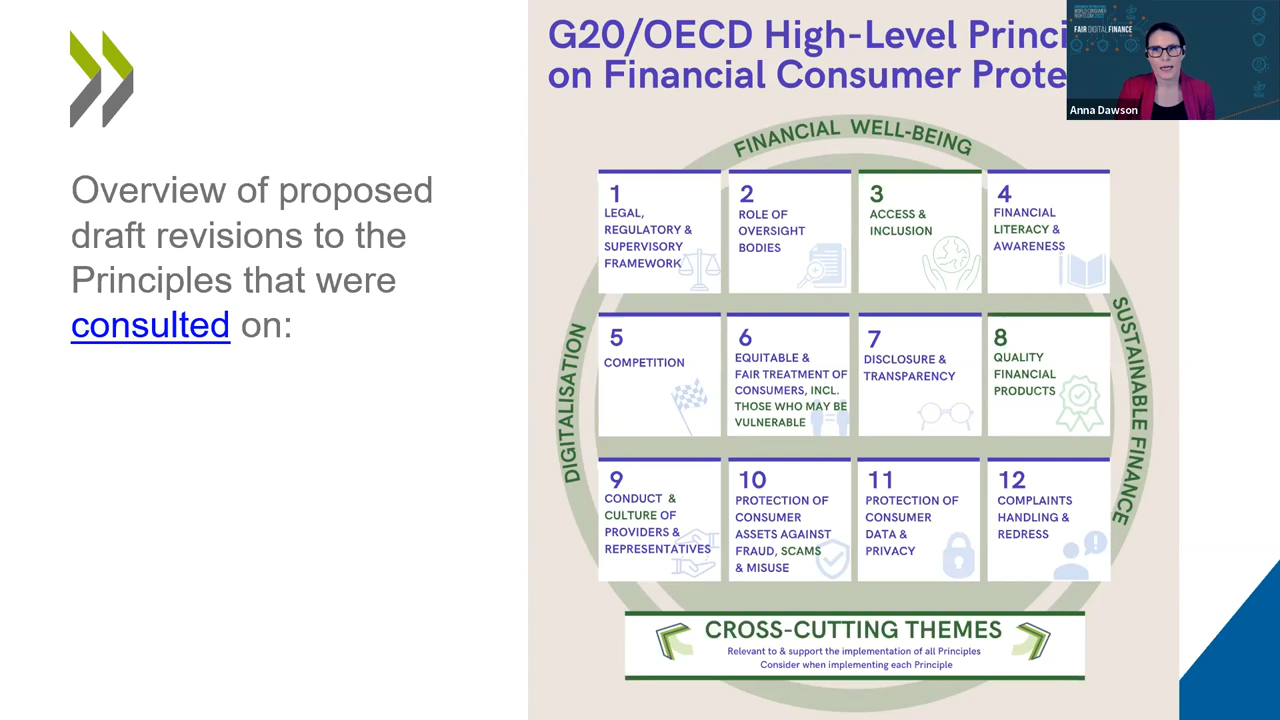 Overview of proposed
draft revisions to the
Principles that were
consulted on:
G20/OECD High-Level Princi
on Financial Consumer Prote
FAIR DIGITAL FINANCE
Anna Dawson
FINANCIAL WELL-BEING
DIGITALISATION
SUSTAINABLE FINANCE
1
LEGAL,
REGULATORY &
SUPERVISORY
FRAMEWORK
2
ROLE OF
OVERSIGHT
BODIES
3
ACCESS &
INCLUSION
4
FINANCIAL
LITERACY &
AWARENESS
5
COMPETITION
6
EQUITABLE &
FAIR TREATMENT OF
CONSUMERS, INCL.
THOSE WHO MAY BE
VULNERABLE
7
DISCLOSURE &
TRANSPARENCY
8
QUALITY
FINANCIAL
PRODUCTS
9
CONDUCT &
CULTURE OF
PROVIDERS &
REPRESENTATIVES
10
PROTECTION OF
CONSUMER
ASSETS AGAINST
FRAUD, SCAMS
& MISUSE
11
PROTECTION OF
CONSUMER
DATA &
PRIVACY
12
COMPLAINTS
HANDLING &
REDRESS
CROSS-CUTTING THEMES
Relevant to & support the implementation of all Principles
Consider when implementing each Principle